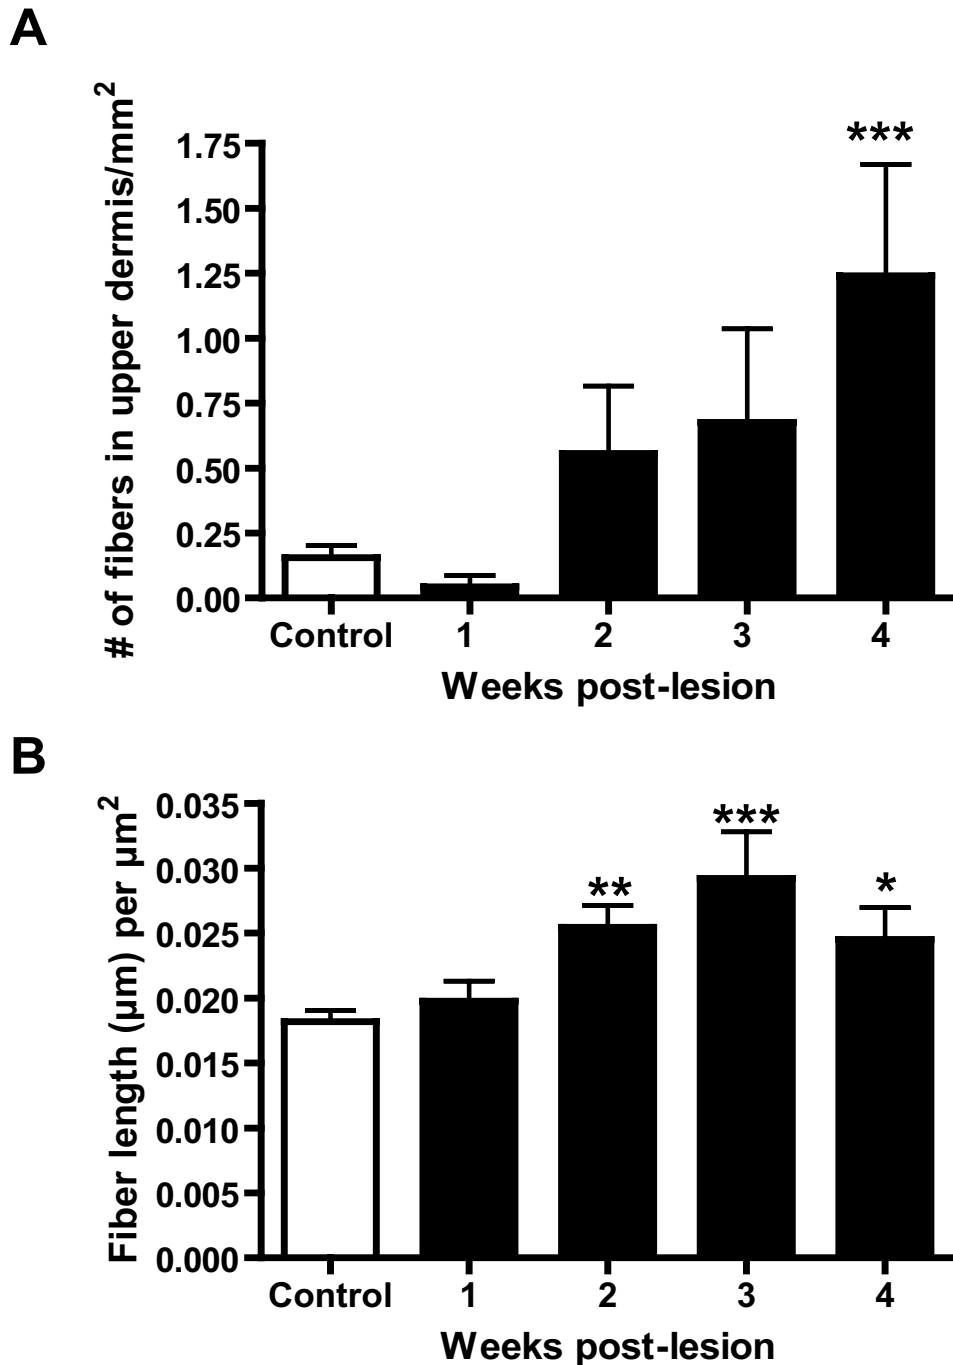 A
# of fibers in upper dermis/mm²
1.75
1.50
1.25
1.00
0.75
0.50
0.25
0.00
***
Control 1 2 3 4
Weeks post-lesion
B
Fiber length (µm) per µm²
0.035
0.030
0.025
0.020
0.015
0.010
0.005
0.000
** *** *
Control 1 2 3 4
Weeks post-lesion